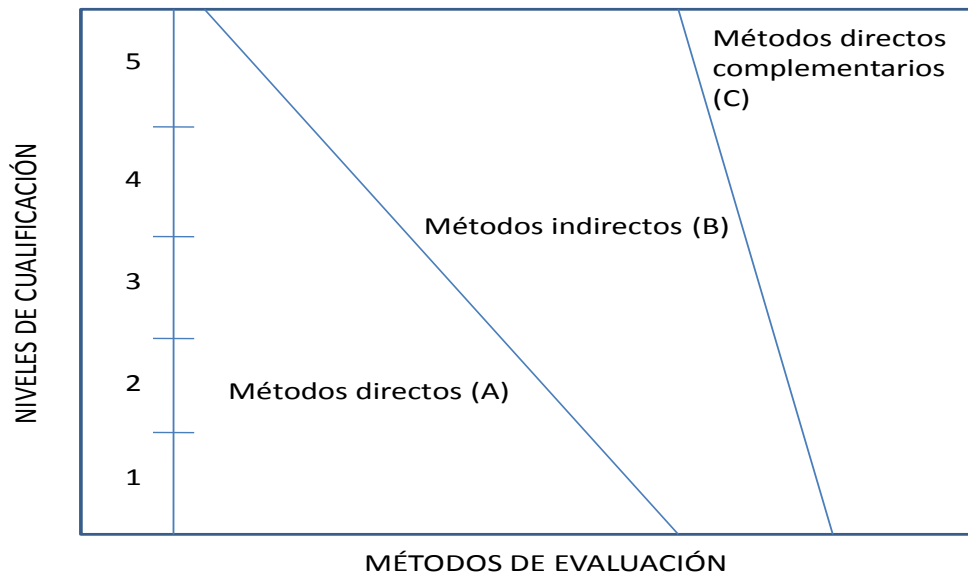 NIVELES DE CUALIFICACIÓN
5
4
3
2
1
Métodos directos
complementarios
(C)
Métodos indirectos (B)
Métodos directos (A)
MÉTODOS DE EVALUACIÓN